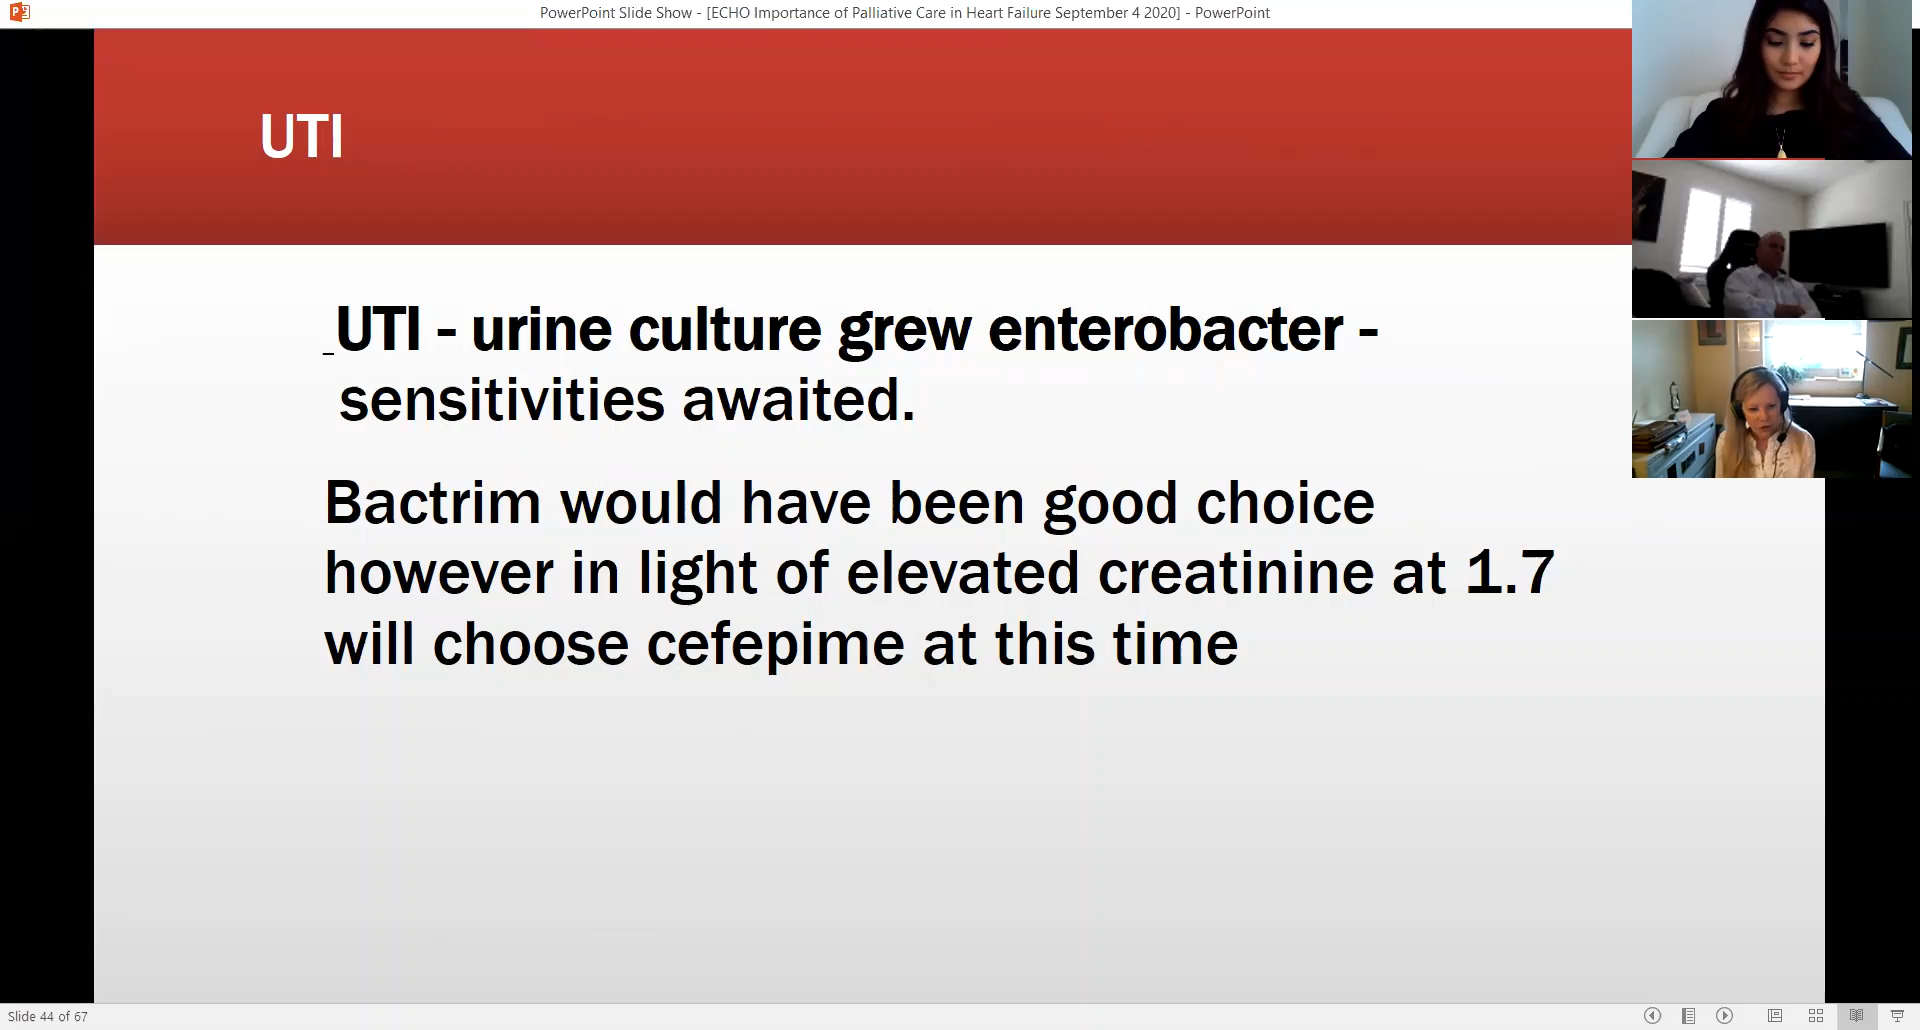 PowerPoint Slide Show - [ECHO Importance of Palliative Care in Heart Failure September 4 2020] - PowerPoint
UTI
UTI - urine culture grew enterobacter -
sensitivities awaited.
Bactrim would have been good choice
however in light of elevated creatinine at 1.7
will choose cefepime at this time
Slide 44 of 67